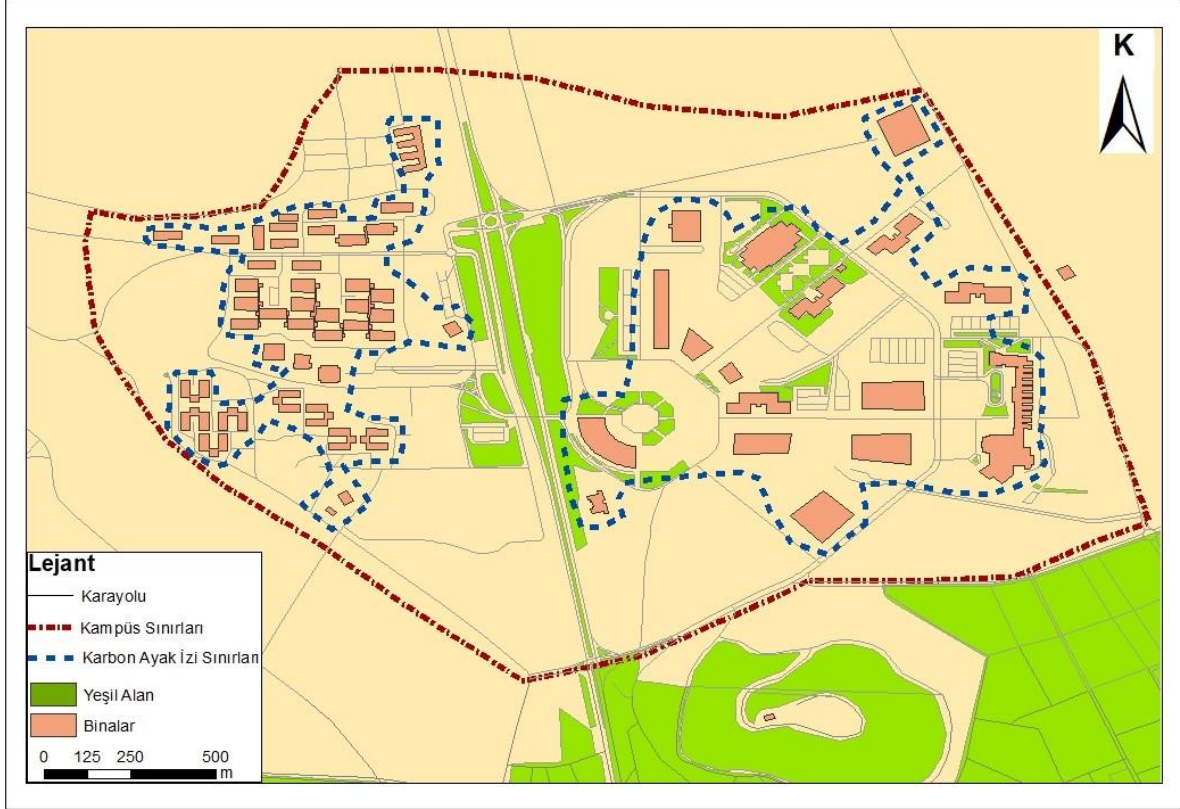 K
Lejant
Karayolu
Kampüs Sınırları
Karbon Ayak İzi Sınırları
Yeşil Alan
Binalar
0 125 250 500
m